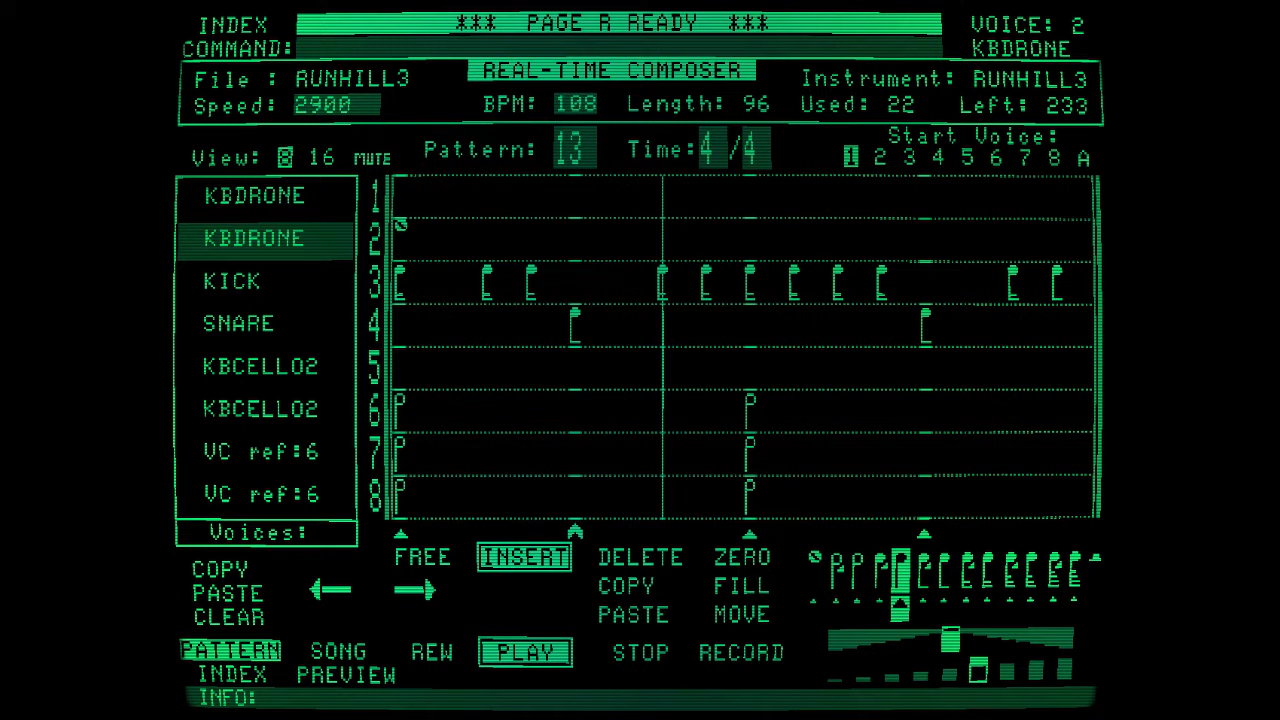 INDEX *** PAGE R READY *** VOICE: 2
COMMAND: KBDRONE
REAL-TIME COMPOSER
File : RUNHILL3 Instrument: RUNHILL3
Speed: 2900 BPM: 108 Length: 96 Used: 22 Left: 233
Start Voice:
View: 8 16 MUTE Pattern: 13 Time: 4/4 1 2 3 4 5 6 7 8 A
KBDRONE 1
KBDRONE 2
KICK 3
SNARE 4
KBCELLO2 5
KBCELLO2 6
VC ref:6 7
VC ref:6 8
Voices:
FREE INSERT DELETE ZERO
COPY COPY FILL
PASTE PASTE MOVE
CLEAR
PATTERN SONG REW PLAY STOP RECORD
INDEX PREVIEW
INFO: